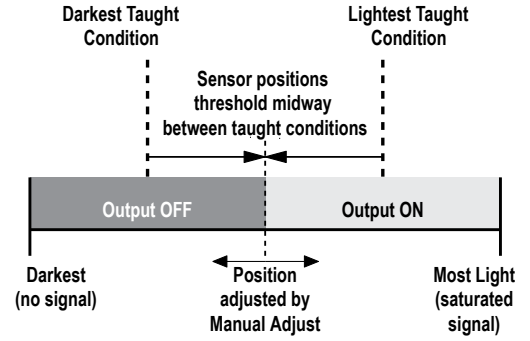 Darkest Taught
Condition
Lightest Taught
Condition
Sensor positions
threshold midway
between taught conditions
Output OFF
Output ON
Darkest
(no signal)
Position
adjusted by
Manual Adjust
Most Light
(saturated
signal)